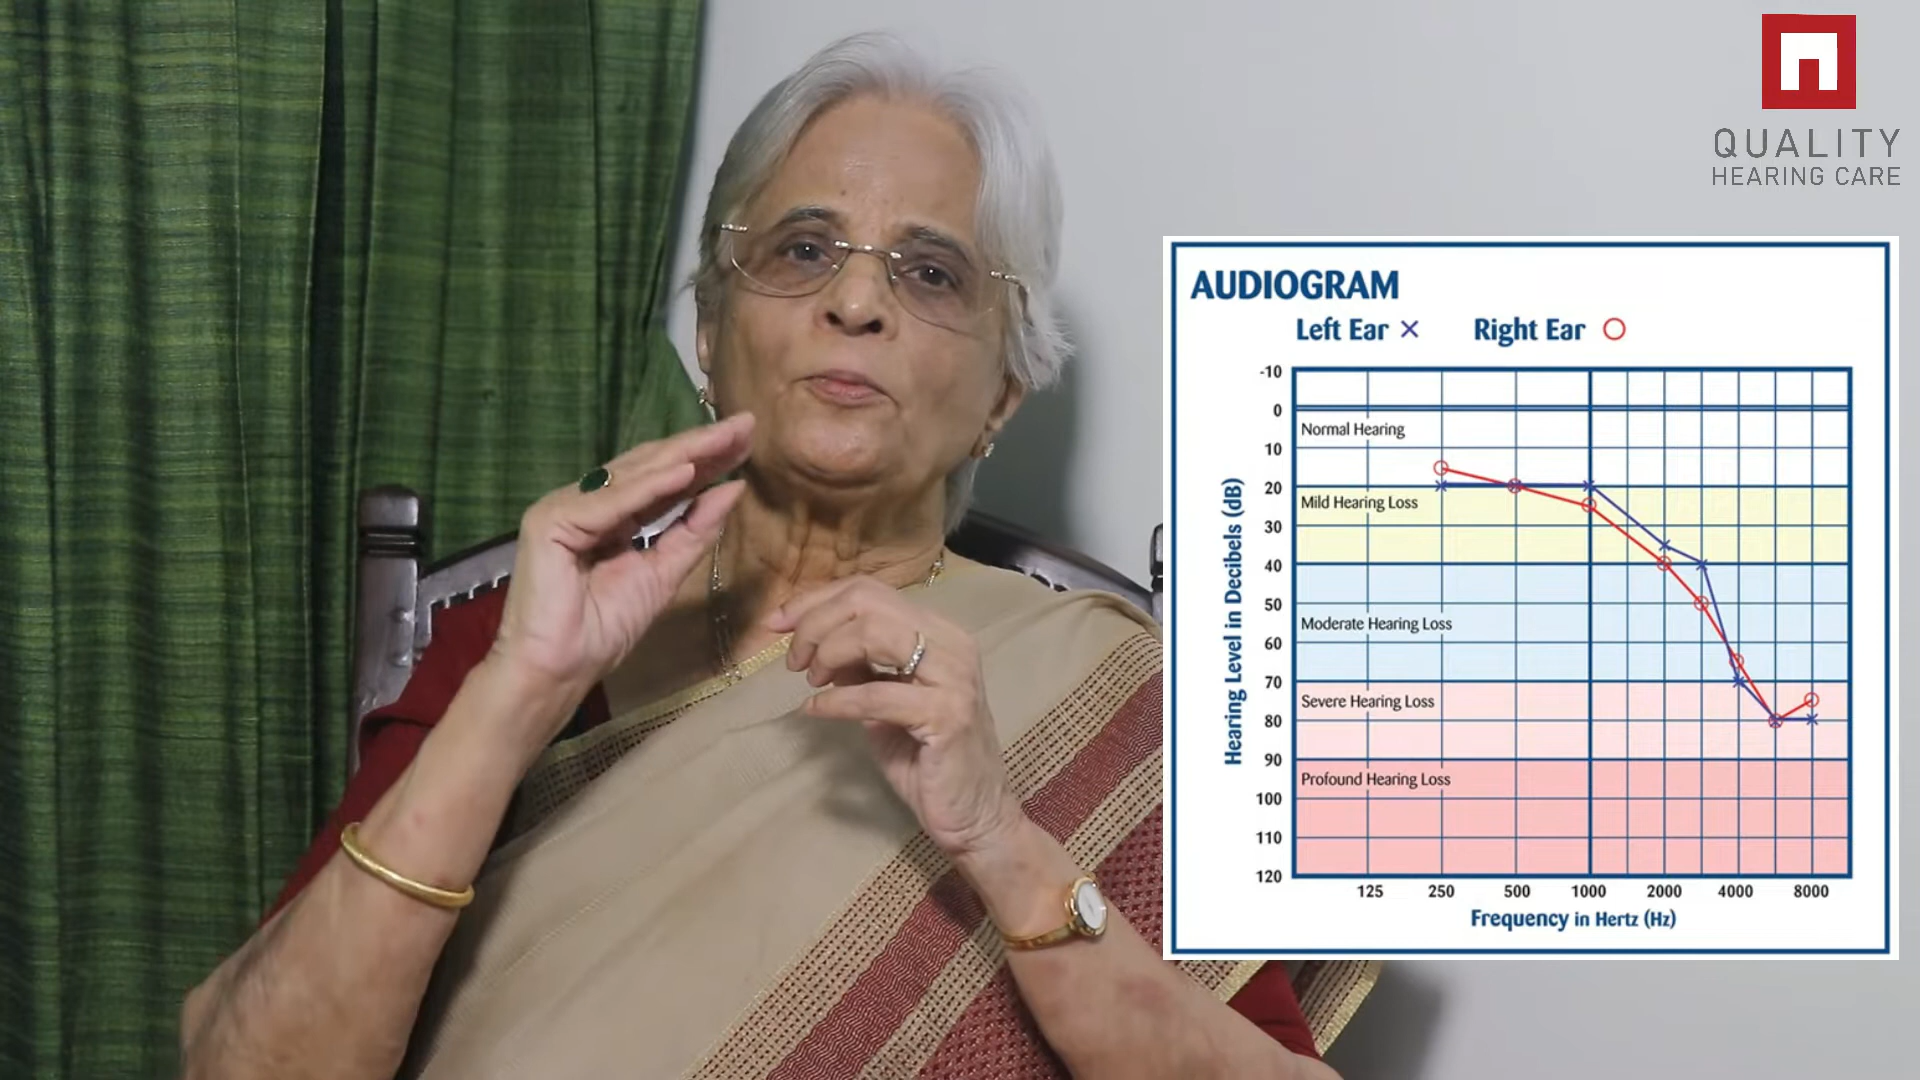 QUALITY
HEARING CARE
AUDIOGRAM
Left Ear × Right Ear ○
-10
0
10
20
30
40
50
60
70
80
90
100
110
120
Normal Hearing
Mild Hearing Loss
Moderate Hearing Loss
Severe Hearing Loss
Profound Hearing Loss
Hearing Level in Decibels (dB)
125 250 500 1000 2000 4000 8000
Frequency in Hertz (Hz)